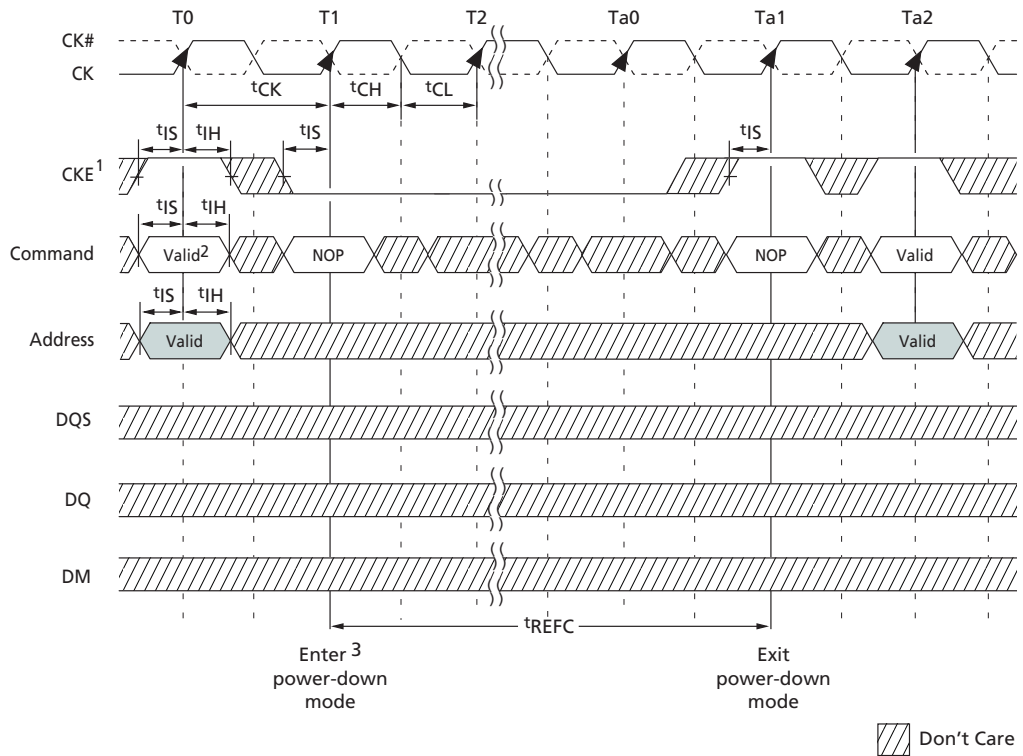 T0 T1 T2 Ta0 Ta1 Ta2
CK#
CK
tCK tCH tCL
tIS tIH tIS tIS
CKE1
tIS tIH
Command Valid2 NOP NOP Valid
tIS tIH
Address Valid Valid
DQS
DQ
DM
tREFC
Enter 3
power-down
mode
Exit
power-down
mode
Don't Care